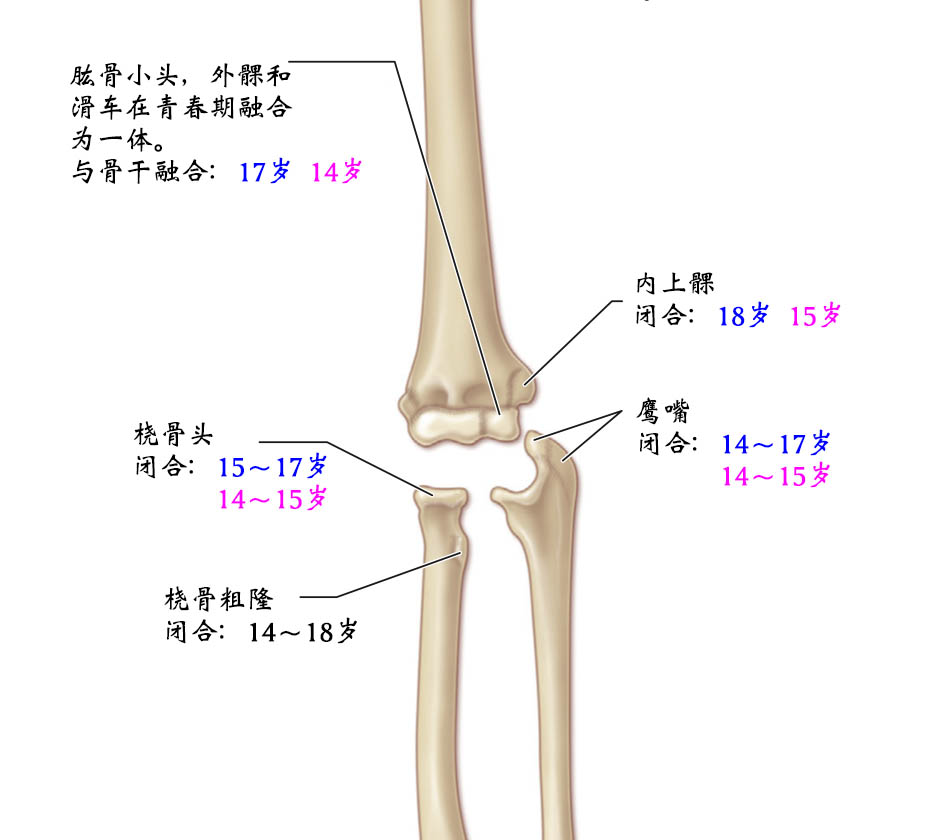 肱骨小头，外髁和
滑车在青春期融合
为一体。
与骨干融合：17岁 14岁
内上髁
闭合：18岁 15岁
鹰嘴
闭合：14～17岁
14～15岁
桡骨头
闭合：15～17岁
14～15岁
桡骨粗隆
闭合：14～18岁